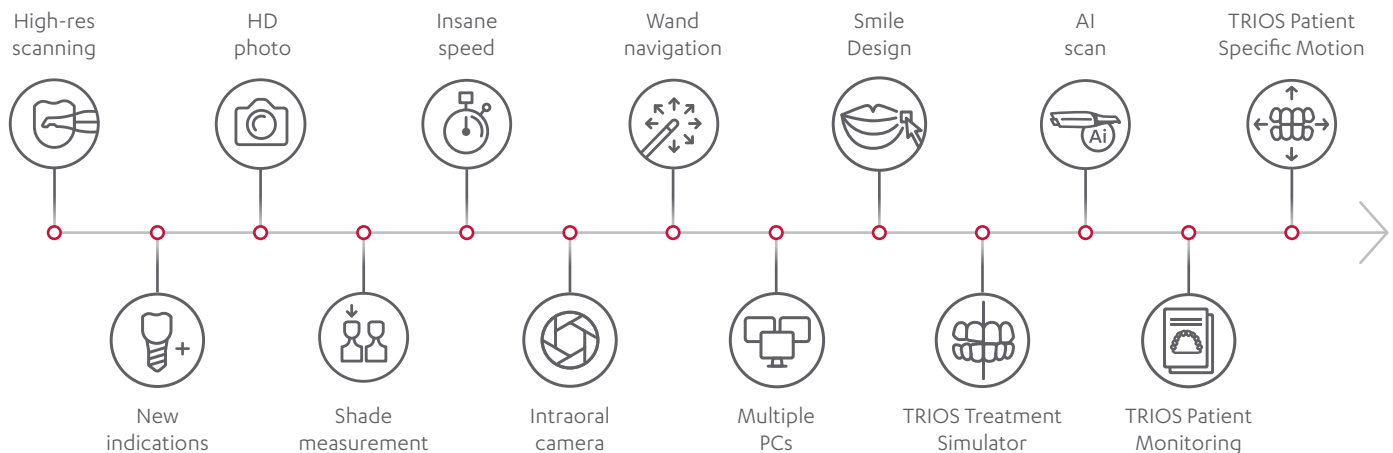 High-res
scanning
HD
photo
Insane
speed
Wand
navigation
Smile
Design
AI
scan
TRIOS Patient
Specific Motion
Ai
+
New
indications
Shade
measurement
Intraoral
camera
Multiple
PCs
TRIOS Treatment
Simulator
TRIOS Patient
Monitoring